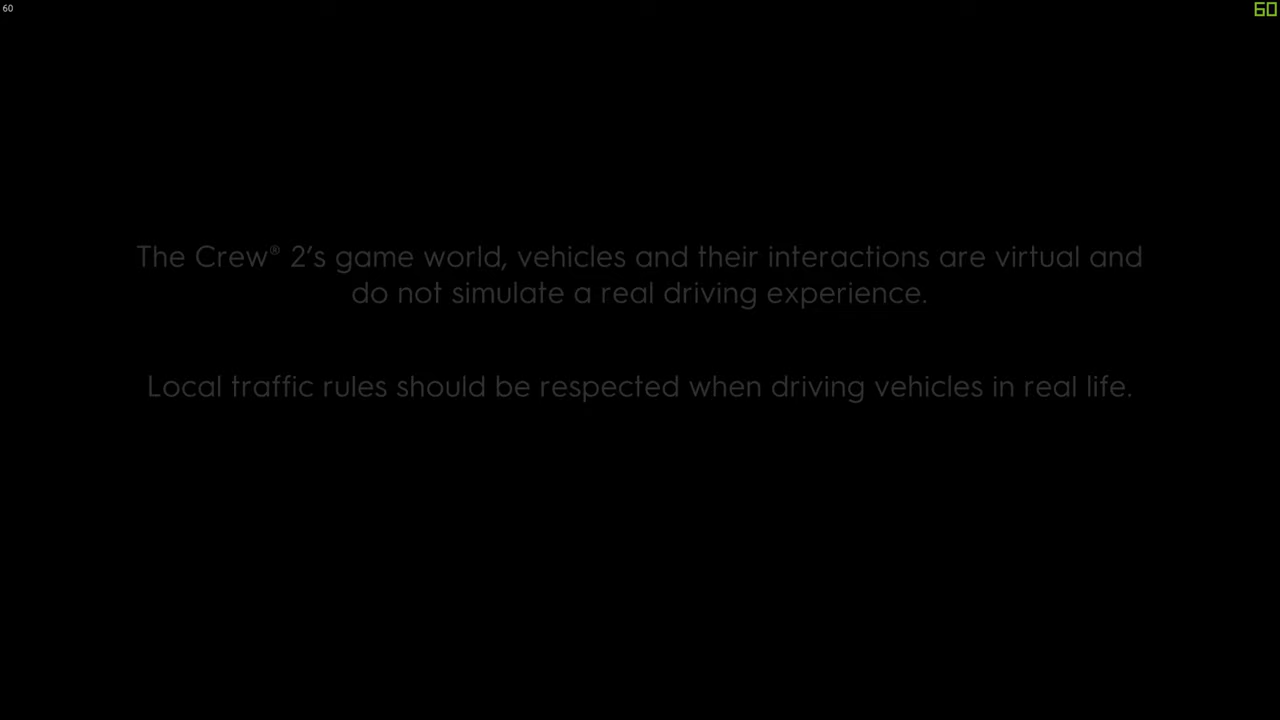 60
60
The Crew® 2's game world, vehicles and their interactions are virtual and
do not simulate a real driving experience.
Local traffic rules should be respected when driving vehicles in real life.